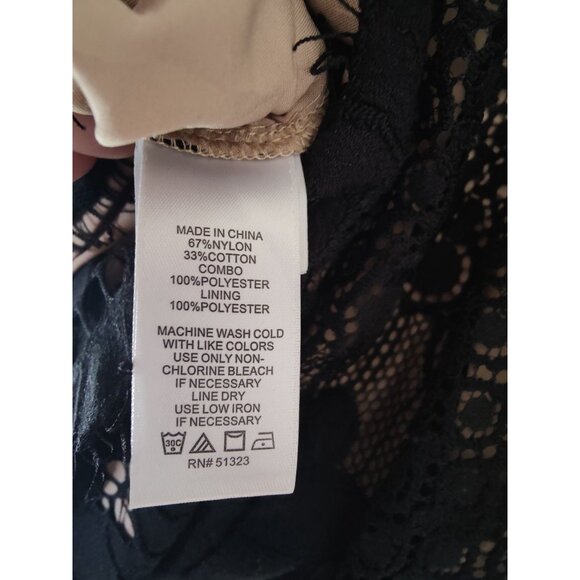 MADE IN CHINA
67%NYLON
33%COTTON
COMBO
100%POLYESTER
LINING
100%POLYESTER
MACHINE WASH COLD
WITH LIKE COLORS
USE ONLY NON-
CHLORINE BLEACH
IF NECESSARY
LINE DRY
USE LOW IRON
IF NECESSARY
30C
RN# 51323